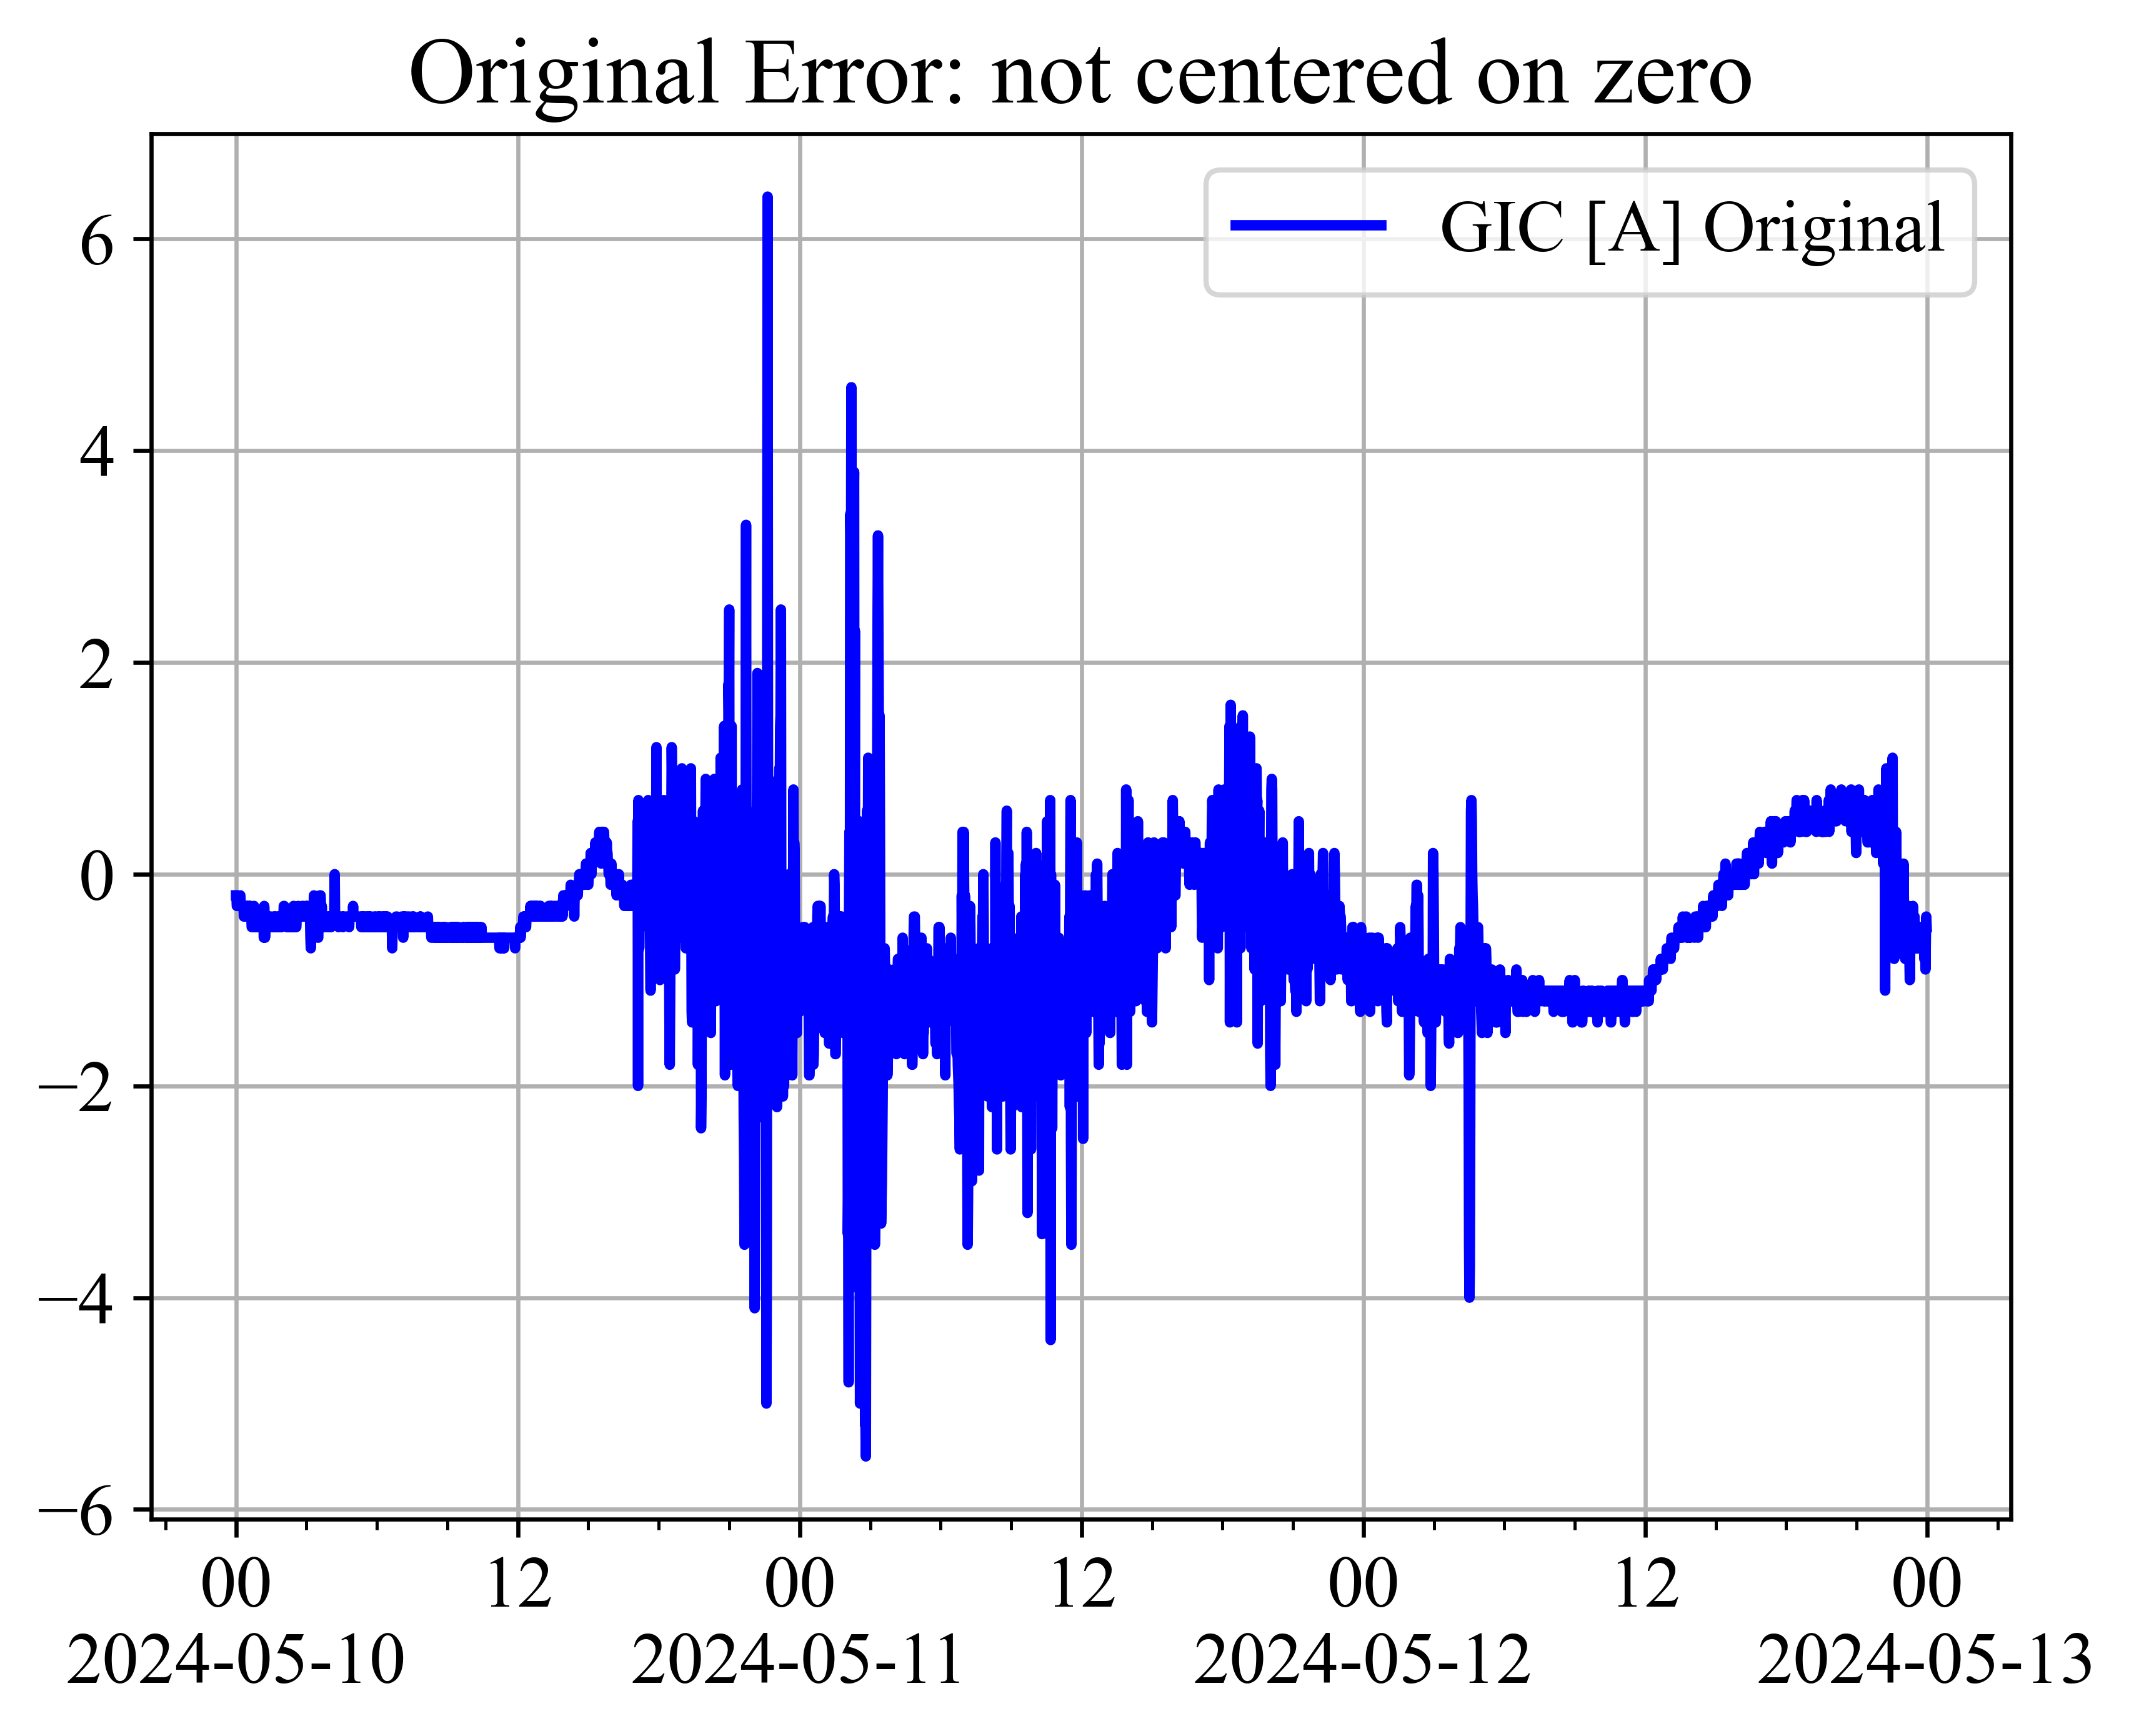 Original Error: not centered on zero
GIC [A] Original
6
4
2
0
−2
−4
−6
00 12 00 12 00 12 00
2024-05-10 2024-05-11 2024-05-12 2024-05-13